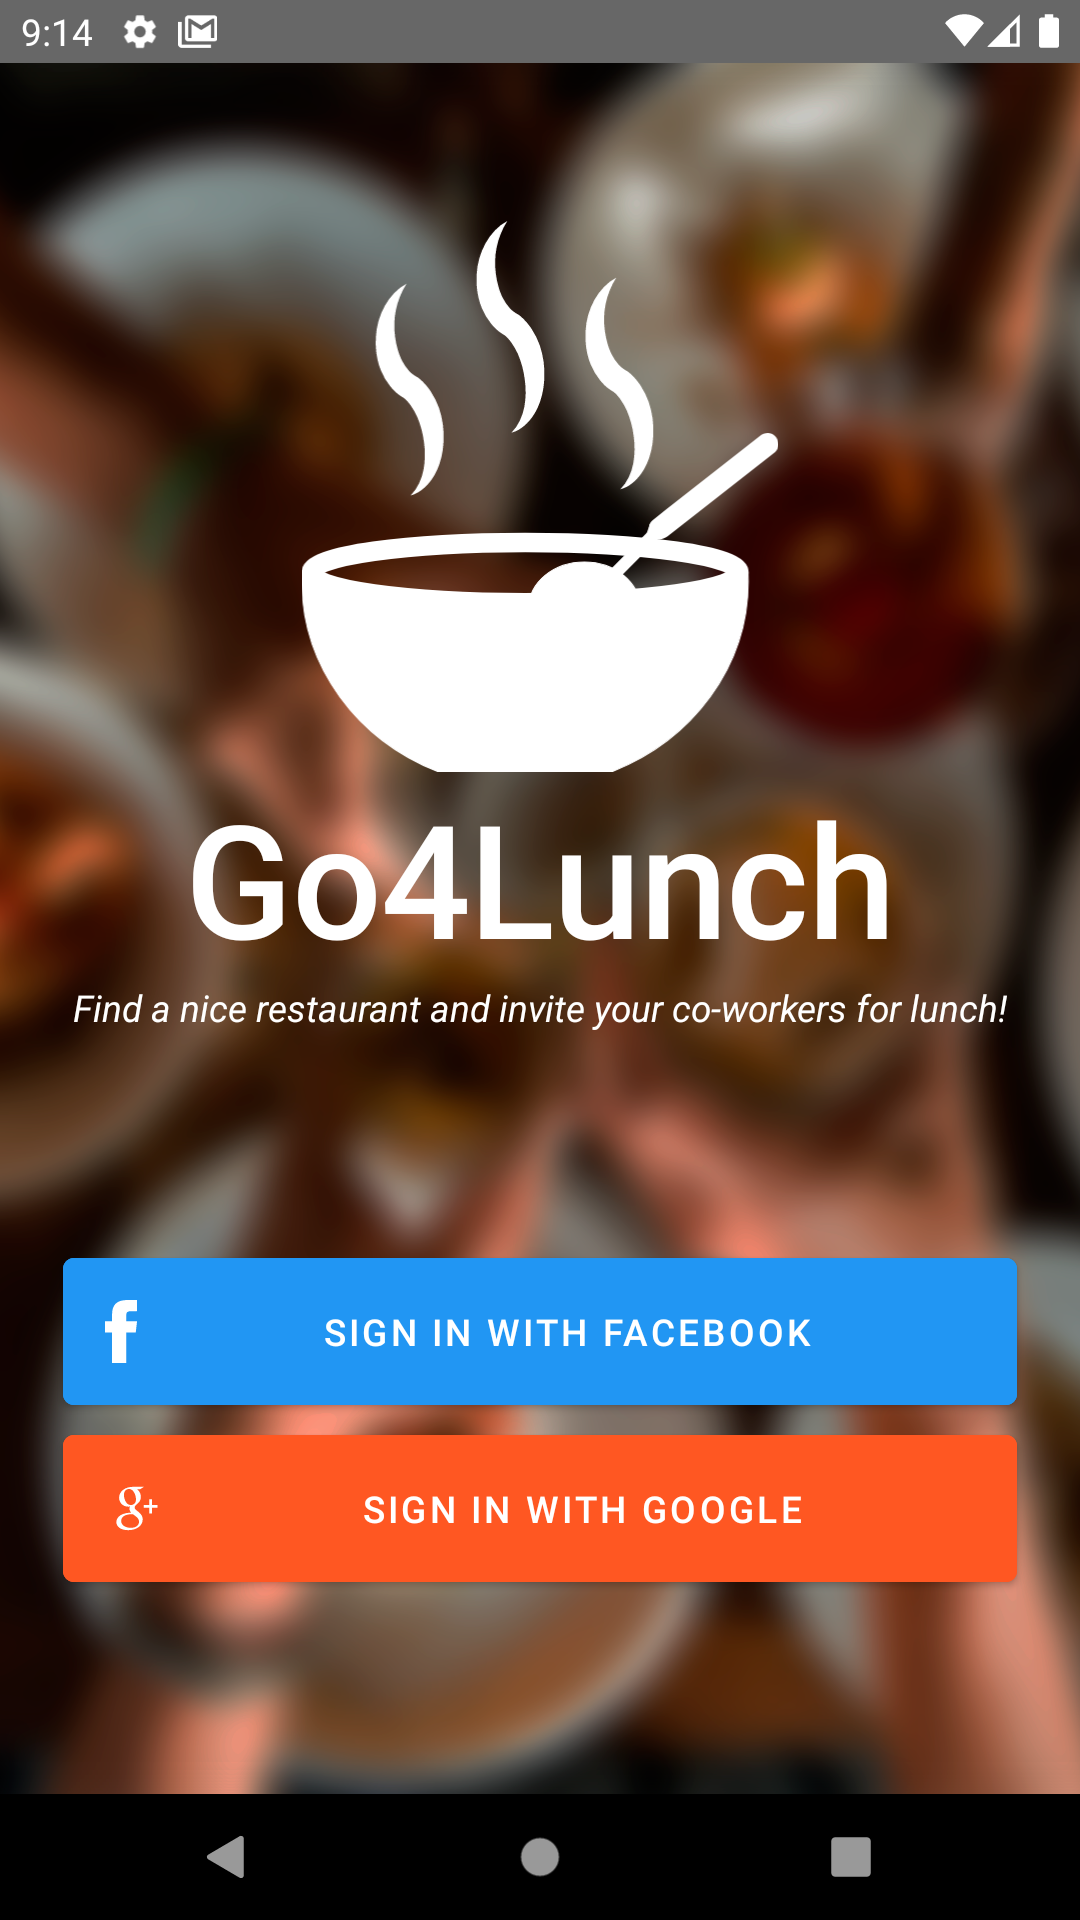 9:14
Go4Lunch
Find a nice restaurant and invite your co-workers for lunch!
f SIGN IN WITH FACEBOOK
g+ SIGN IN WITH GOOGLE